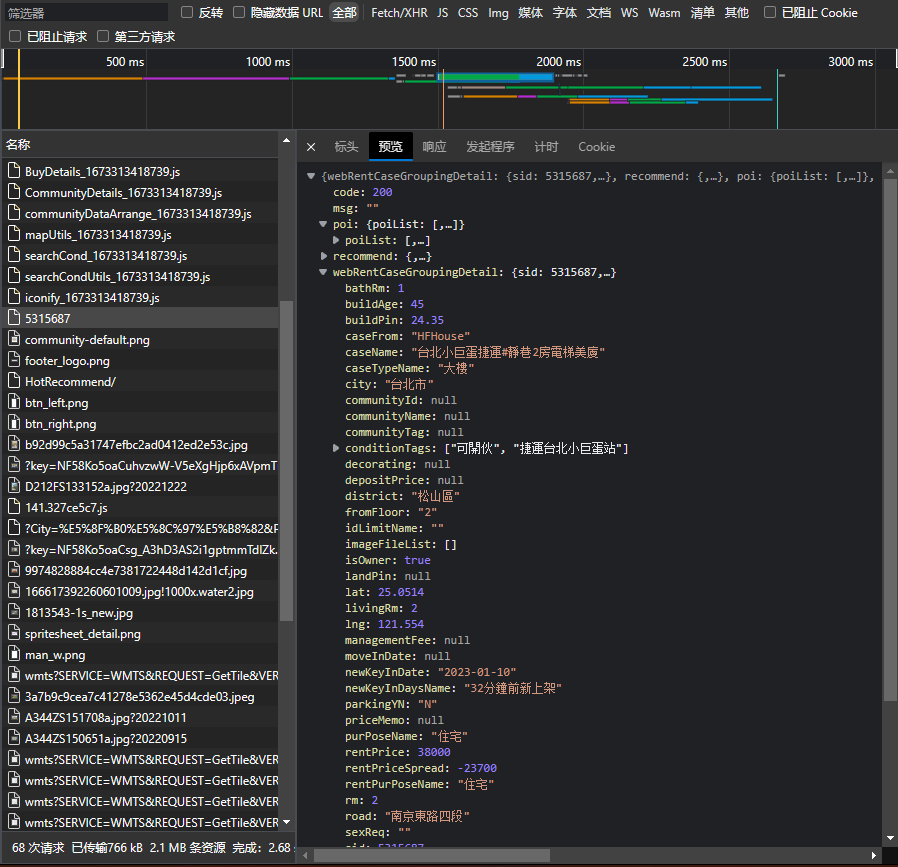 筛选器 反转 隐藏数据 URL 全部 Fetch/XHR JS CSS Img 媒体 字体 文档 WS Wasm 清单 其他 已阻止 Cookie
已阻止请求 第三方请求
500 ms 1000 ms 1500 ms 2000 ms 2500 ms 3000 ms
名称
BuyDetails_1673313418739.js
CommunityDetails_1673313418739.js
communityDataArrange_1673313418739.js
mapUtils_1673313418739.js
searchCond_1673313418739.js
searchCondUtils_1673313418739.js
iconify_1673313418739.js
5315687
community-default.png
footer_logo.png
HotRecommend/
btn_left.png
btn_right.png
b92d99c5a31747efbc2ad0412ed2e53c.jpg
?key=NF58Ko5oaCuhvzwW-V5eXgHjp6xAVpmT
D212FS133152a.jpg?20221222
141.327ce5c7.js
?City=%E5%8F%B0%E5%8C%97%E5%B8%82&F
?key=NF58Ko5oaCsg_A3hD3AS2i1gptmmTdlZk.
9974828884cc4e7381722448d142d1cf.jpg
166617392260601009.jpg!1000x.water2.jpg
1813543-1s_new.jpg
spritesheet_detail.png
man_w.png
wmts?SERVICE=WMTS&REQUEST=GetTile&VER
3a7b9c9cea7c41278e5362e45d4cde03.jpeg
A344ZS151708a.jpg?20221011
A344ZS150651a.jpg?20220915
wmts?SERVICE=WMTS&REQUEST=GetTile&VER
wmts?SERVICE=WMTS&REQUEST=GetTile&VER
wmts?SERVICE=WMTS&REQUEST=GetTile&VER
wmts?SERVICE=WMTS&REQUEST=GetTile&VER
68 次请求 已传输766 kB 2.1 MB 条资源 完成：2.68
标头 预览 响应 发起程序 计时 Cookie
{webRentCaseGroupingDetail: {sid: 5315687,…}, recommend: {,…}, poi: {poiList: [,…]},
code: 200
msg: ""
poi: {poiList: [,…]}
poiList: [,…]
recommend: {,…}
webRentCaseGroupingDetail: {sid: 5315687,…}
bathRm: 1
buildAge: 45
buildPin: 24.35
caseFrom: "HFHouse"
caseName: "台北小巨蛋捷運#靜巷2房電梯美廈"
caseTypeName: "大樓"
city: "台北市"
communityId: null
communityName: null
communityTag: null
conditionTags: ["可開伙", "捷運台北小巨蛋站"]
decorating: null
depositPrice: null
district: "松山區"
fromFloor: "2"
idLimitName: ""
imageFileList: []
isOwner: true
landPin: null
lat: 25.0514
livingRm: 2
lng: 121.554
managementFee: null
moveInDate: null
newKeyInDate: "2023-01-10"
newKeyInDaysName: "32分鐘前新上架"
parkingYN: "N"
priceMemo: null
purPoseName: "住宅"
rentPrice: 38000
rentPriceSpread: -23700
rentPurPoseName: "住宅"
rm: 2
road: "南京東路四段"
sexReq: ""
sid: 5315687